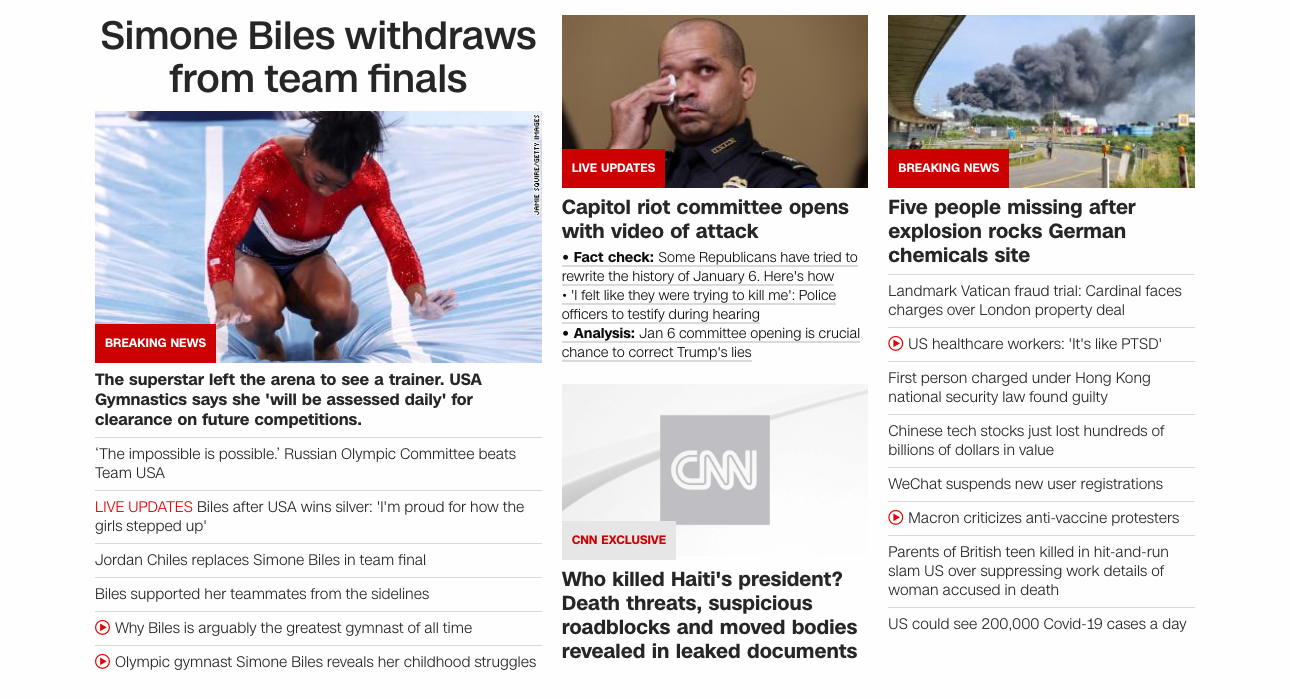 Simone Biles withdraws
from team finals
JAMIE SQUIRE/GETTY IMAGES
BREAKING NEWS
The superstar left the arena to see a trainer. USA
Gymnastics says she 'will be assessed daily' for
clearance on future competitions.
‘The impossible is possible.’ Russian Olympic Committee beats
Team USA
LIVE UPDATES Biles after USA wins silver: 'I'm proud for how the
girls stepped up'
Jordan Chiles replaces Simone Biles in team final
Biles supported her teammates from the sidelines
Why Biles is arguably the greatest gymnast of all time
Olympic gymnast Simone Biles reveals her childhood struggles
LIVE UPDATES
Capitol riot committee opens
with video of attack
• Fact check: Some Republicans have tried to
rewrite the history of January 6. Here's how
• 'I felt like they were trying to kill me': Police
officers to testify during hearing
• Analysis: Jan 6 committee opening is crucial
chance to correct Trump's lies
CNN
CNN EXCLUSIVE
Who killed Haiti's president?
Death threats, suspicious
roadblocks and moved bodies
revealed in leaked documents
BREAKING NEWS
Five people missing after
explosion rocks German
chemicals site
Landmark Vatican fraud trial: Cardinal faces
charges over London property deal
US healthcare workers: 'It's like PTSD'
First person charged under Hong Kong
national security law found guilty
Chinese tech stocks just lost hundreds of
billions of dollars in value
WeChat suspends new user registrations
Macron criticizes anti-vaccine protesters
Parents of British teen killed in hit-and-run
slam US over suppressing work details of
woman accused in death
US could see 200,000 Covid-19 cases a day